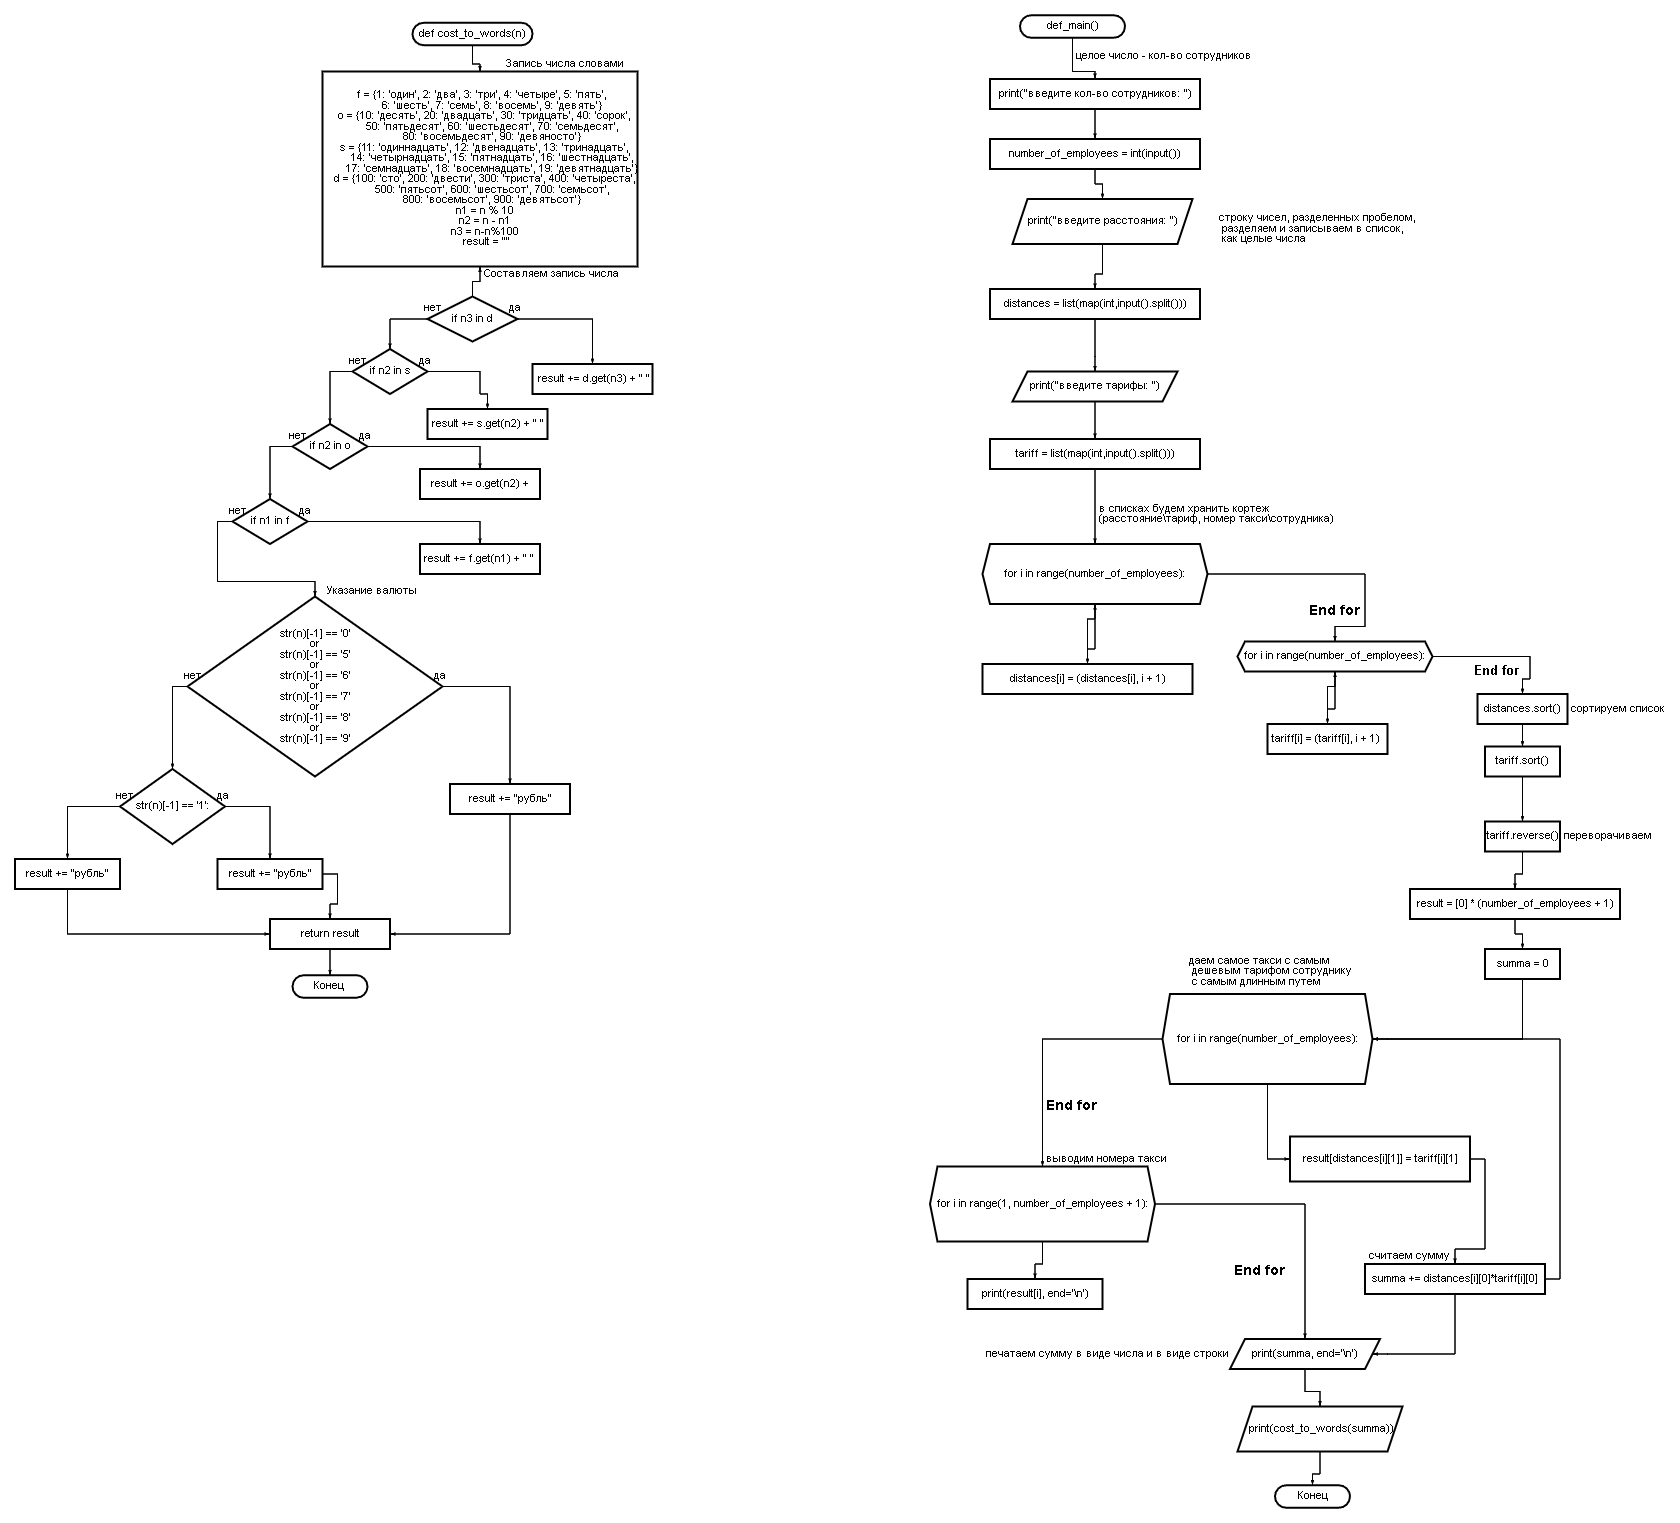 def cost_to_words(n)
Запись числа словами
f = {1: 'один', 2: 'два', 3: 'три', 4: 'четыре', 5: 'пять',
6: 'шесть', 7: 'семь', 8: 'восемь', 9: 'девять'}
o = {10: 'десять', 20: 'двадцать', 30: 'тридцать', 40: 'сорок',
50: 'пятьдесят', 60: 'шестьдесят', 70: 'семьдесят',
80: 'восемьдесят', 90: 'девяносто'}
s = {11: 'одиннадцать', 12: 'двенадцать', 13: 'тринадцать',
14: 'четырнадцать', 15: 'пятнадцать', 16: 'шестнадцать',
17: 'семнадцать', 18: 'восемнадцать', 19: 'девятнадцать'}
d = {100: 'сто', 200: 'двести', 300: 'триста', 400: 'четыреста',
500: 'пятьсот', 600: 'шестьсот', 700: 'семьсот',
800: 'восемьсот', 900: 'девятьсот'}
n1 = n % 10
n2 = n - n1
n3 = n-n%100
result = ""
Составляем запись числа
нет
да
if n3 in d
result += d.get(n3) + " "
нет
да
if n2 in s
result += s.get(n2) + " "
нет
да
if n2 in o
result += o.get(n2) +
нет
да
if n1 in f
result += f.get(n1) + " "
Указание валюты
str(n)[-1] == '0'
or
str(n)[-1] == '5'
or
str(n)[-1] == '6'
or
str(n)[-1] == '7'
or
str(n)[-1] == '8'
or
str(n)[-1] == '9'
нет
да
result += "рубль"
нет
да
str(n)[-1] == '1':
result += "рубль"
result += "рубль"
return result
Конец
def_main()
целое число - кол-во сотрудников
print("введите кол-во сотрудников: ")
number_of_employees = int(input())
print("введите расстояния: ")
строку чисел, разделенных пробелом,
разделяем и записываем в список,
как целые числа
distances = list(map(int,input().split()))
print("введите тарифы: ")
tariff = list(map(int,input().split()))
в списках будем хранить кортеж
(расстояние\тариф, номер такси\сотрудника)
for i in range(number_of_employees):
End for
distances[i] = (distances[i], i + 1)
for i in range(number_of_employees):
End for
tariff[i] = (tariff[i], i + 1)
distances.sort()
сортируем список
tariff.sort()
tariff.reverse()
переворачиваем
result = [0] * (number_of_employees + 1)
summa = 0
даем самое такси с самым
дешевым тарифом сотруднику
с самым длинным путем
for i in range(number_of_employees):
End for
result[distances[i][1]] = tariff[i][1]
выводим номера такси
for i in range(1, number_of_employees + 1):
считаем сумму
summa += distances[i][0]*tariff[i][0]
End for
print(result[i], end="\n')
печатаем сумму в виде числа и в виде строки
print(summa, end="\n')
print(cost_to_words(summa))
Конец